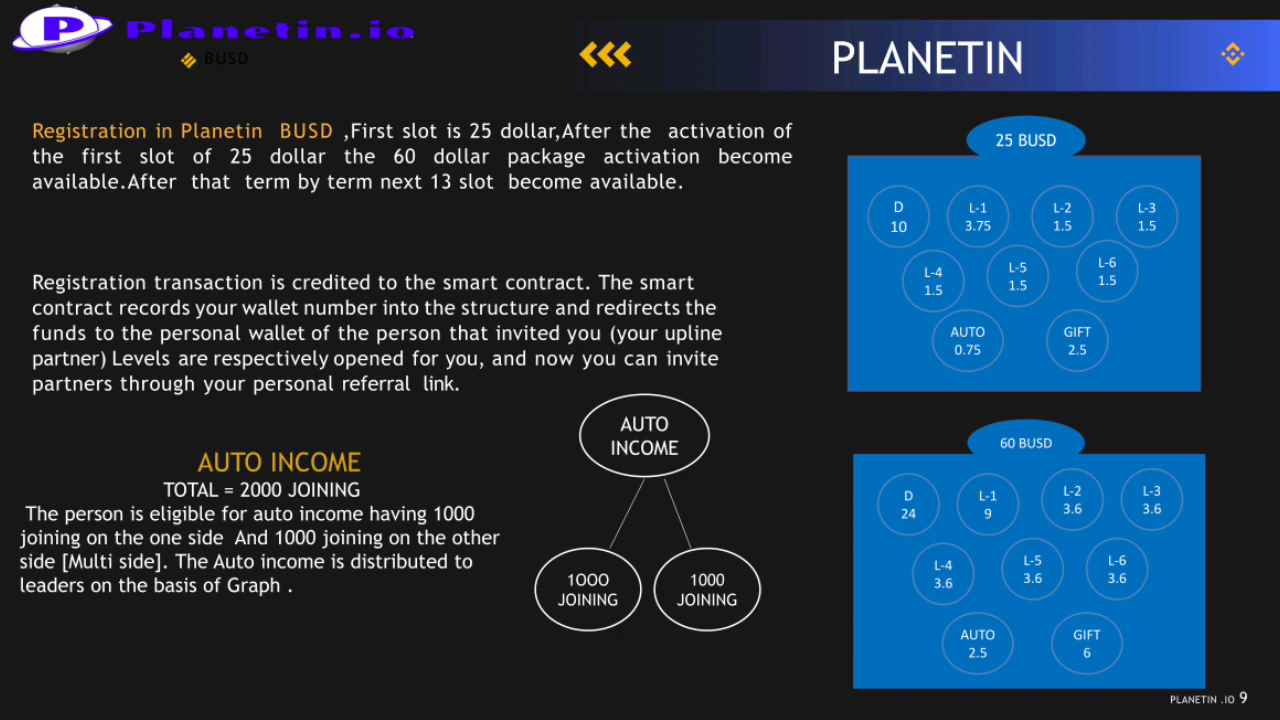 P Planetin.io
BUSD
PLANETIN
Registration in Planetin BUSD ,First slot is 25 dollar,After the activation of
the first slot of 25 dollar the 60 dollar package activation become
available.After that term by term next 13 slot become available.
Registration transaction is credited to the smart contract. The smart
contract records your wallet number into the structure and redirects the
funds to the personal wallet of the person that invited you (your upline
partner) Levels are respectively opened for you, and now you can invite
partners through your personal referral link.
AUTO INCOME
TOTAL = 2000 JOINING
The person is eligible for auto income having 1000
joining on the one side And 1000 joining on the other
side [Multi side]. The Auto income is distributed to
leaders on the basis of Graph .
AUTO
INCOME
1OOO
JOINING
1000
JOINING
25 BUSD
D
10
L-1
3.75
L-2
1.5
L-3
1.5
L-4
1.5
L-5
1.5
L-6
1.5
AUTO
0.75
GIFT
2.5
60 BUSD
D
24
L-1
9
L-2
3.6
L-3
3.6
L-4
3.6
L-5
3.6
L-6
3.6
AUTO
2.5
GIFT
6
PLANETIN .IO 9